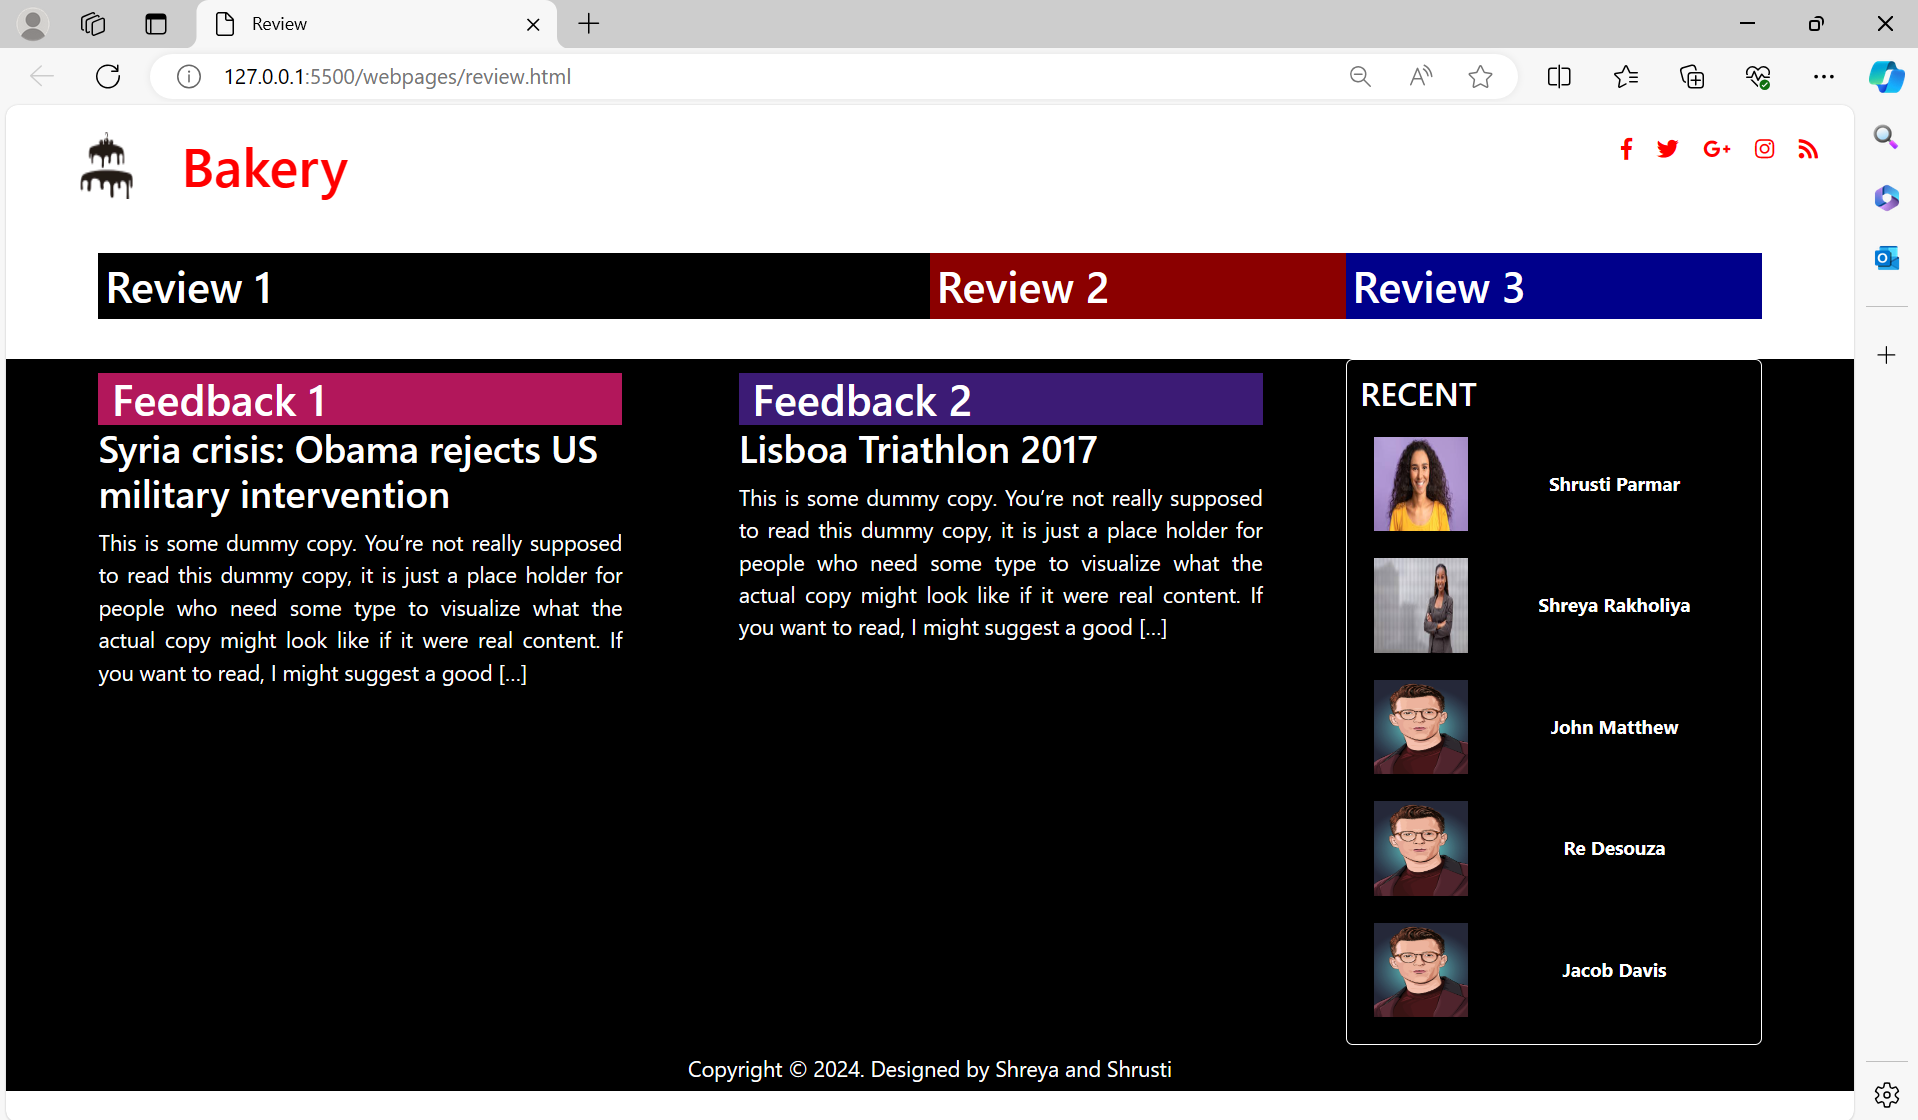 Review
127.0.0.1:5500/webpages/review.html
Bakery
Review 1
Review 2
Review 3
Feedback 1
Syria crisis: Obama rejects US
military intervention
This is some dummy copy. You’re not really supposed
to read this dummy copy, it is just a place holder for
people who need some type to visualize what the
actual copy might look like if it were real content. If
you want to read, I might suggest a good [...]
Feedback 2
Lisboa Triathlon 2017
This is some dummy copy. You’re not really supposed
to read this dummy copy, it is just a place holder for
people who need some type to visualize what the
actual copy might look like if it were real content. If
you want to read, I might suggest a good [...]
RECENT
Shrusti Parmar
Shreya Rakholiya
John Matthew
Re Desouza
Jacob Davis
Copyright © 2024. Designed by Shreya and Shrusti